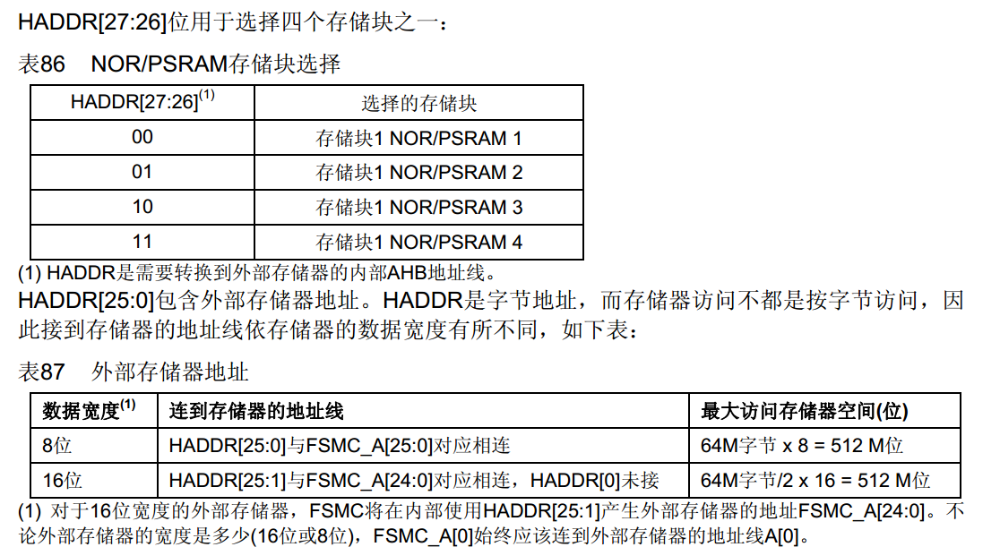 HADDR[27:26]位用于选择四个存储块之一：
表86 NOR/PSRAM存储块选择
HADDR[27:26](1) 选择的存储块
00 存储块1 NOR/PSRAM 1
01 存储块1 NOR/PSRAM 2
10 存储块1 NOR/PSRAM 3
11 存储块1 NOR/PSRAM 4
(1) HADDR是需要转换到外部存储器的内部AHB地址线。
HADDR[25:0]包含外部存储器地址。HADDR是字节地址，而存储器访问不都是按字节访问，因
此接到存储器的地址线依存储器的数据宽度有所不同，如下表：
表87 外部存储器地址
数据宽度(1) 连到存储器的地址线 最大访问存储器空间(位)
8位 HADDR[25:0]与FSMC_A[25:0]对应相连 64M字节 x 8 = 512 M位
16位 HADDR[25:1]与FSMC_A[24:0]对应相连，HADDR[0]未接 64M字节/2 x 16 = 512 M位
(1) 对于16位宽度的外部存储器，FSMC将在内部使用HADDR[25:1]产生外部存储器的地址FSMC_A[24:0]。不
论外部存储器的宽度是多少(16位或8位)，FSMC_A[0]始终应该连到外部存储器的地址线A[0]。